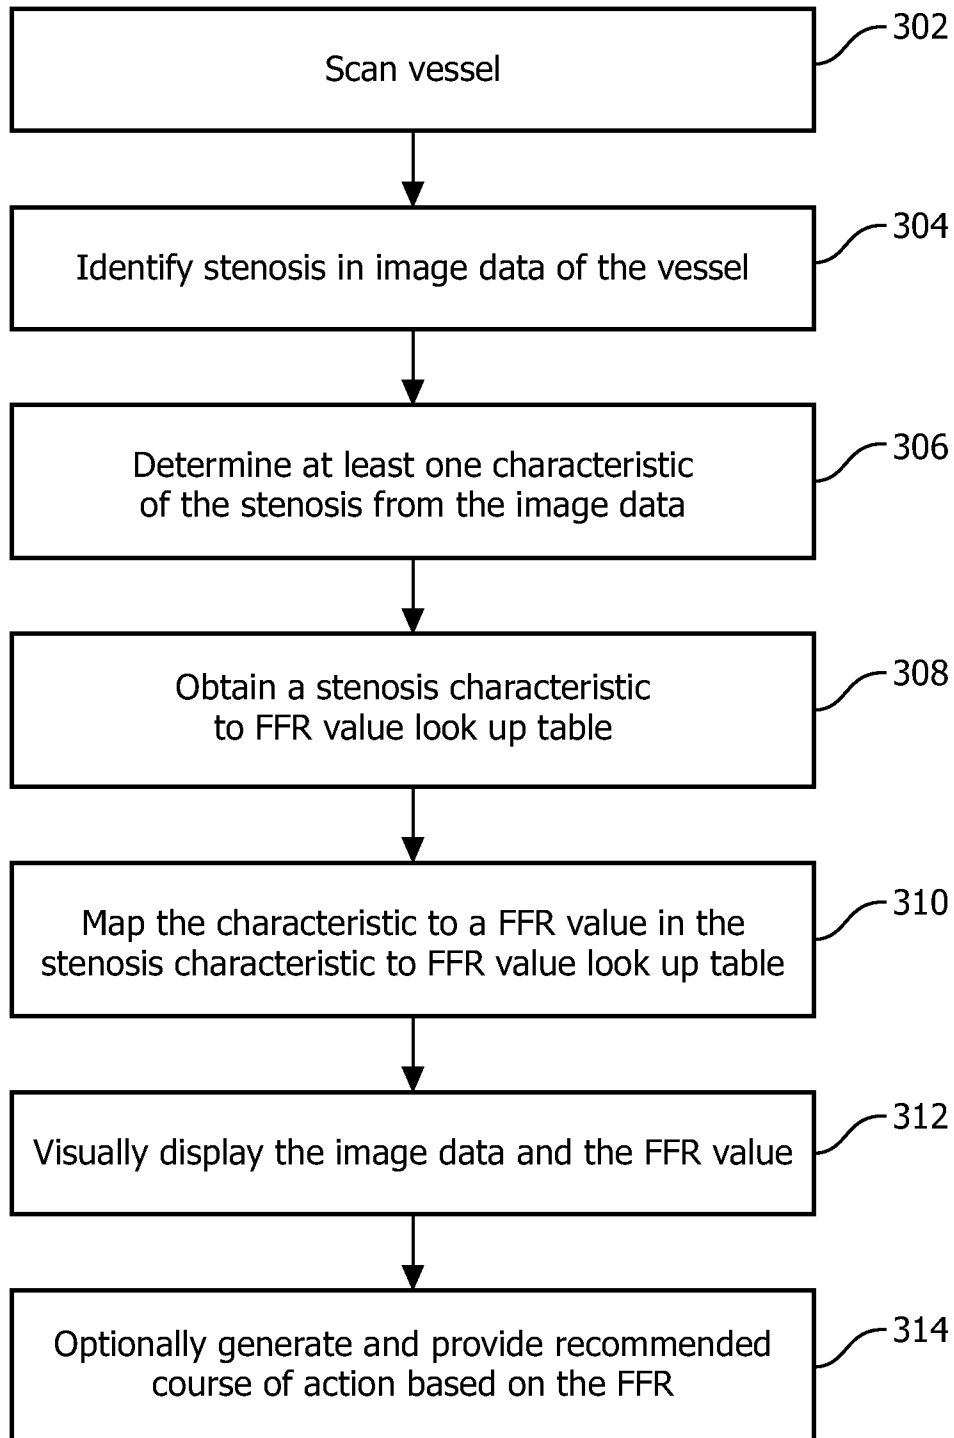 302
Scan vessel
304
Identify stenosis in image data of the vessel
306
Determine at least one characteristic
of the stenosis from the image data
308
Obtain a stenosis characteristic
to FFR value look up table
310
Map the characteristic to a FFR value in the
stenosis characteristic to FFR value look up table
312
Visually display the image data and the FFR value
314
Optionally generate and provide recommended
course of action based on the FFR